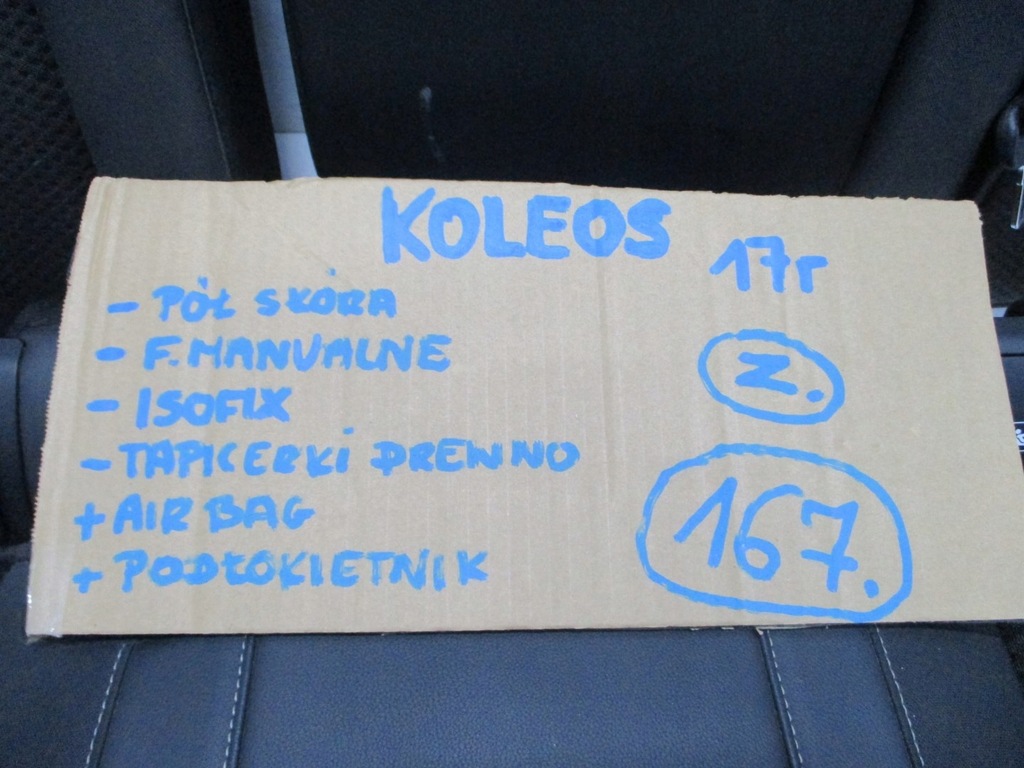 KOLEOS
17r
- PÓŁ SKÓRA
- F.MANUALNE
- ISOFIX
- TAPICERKI DREWNO
+ AIR BAG
+ PODŁOKIETNIK
Z.
167.